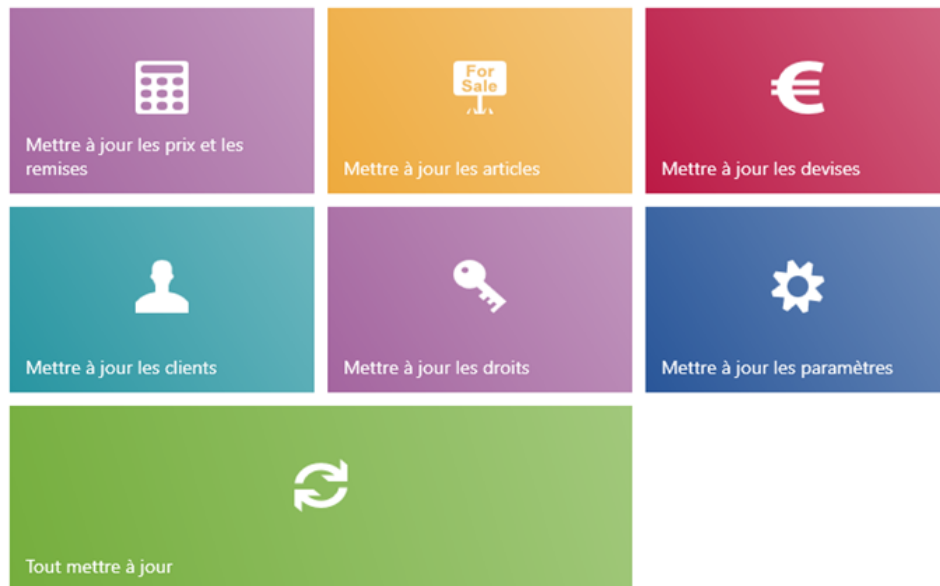 For
Sale
Mettre à jour les prix et les
remises
Mettre à jour les articles
Mettre à jour les devises
Mettre à jour les clients
Mettre à jour les droits
Mettre à jour les paramètres
Tout mettre à jour